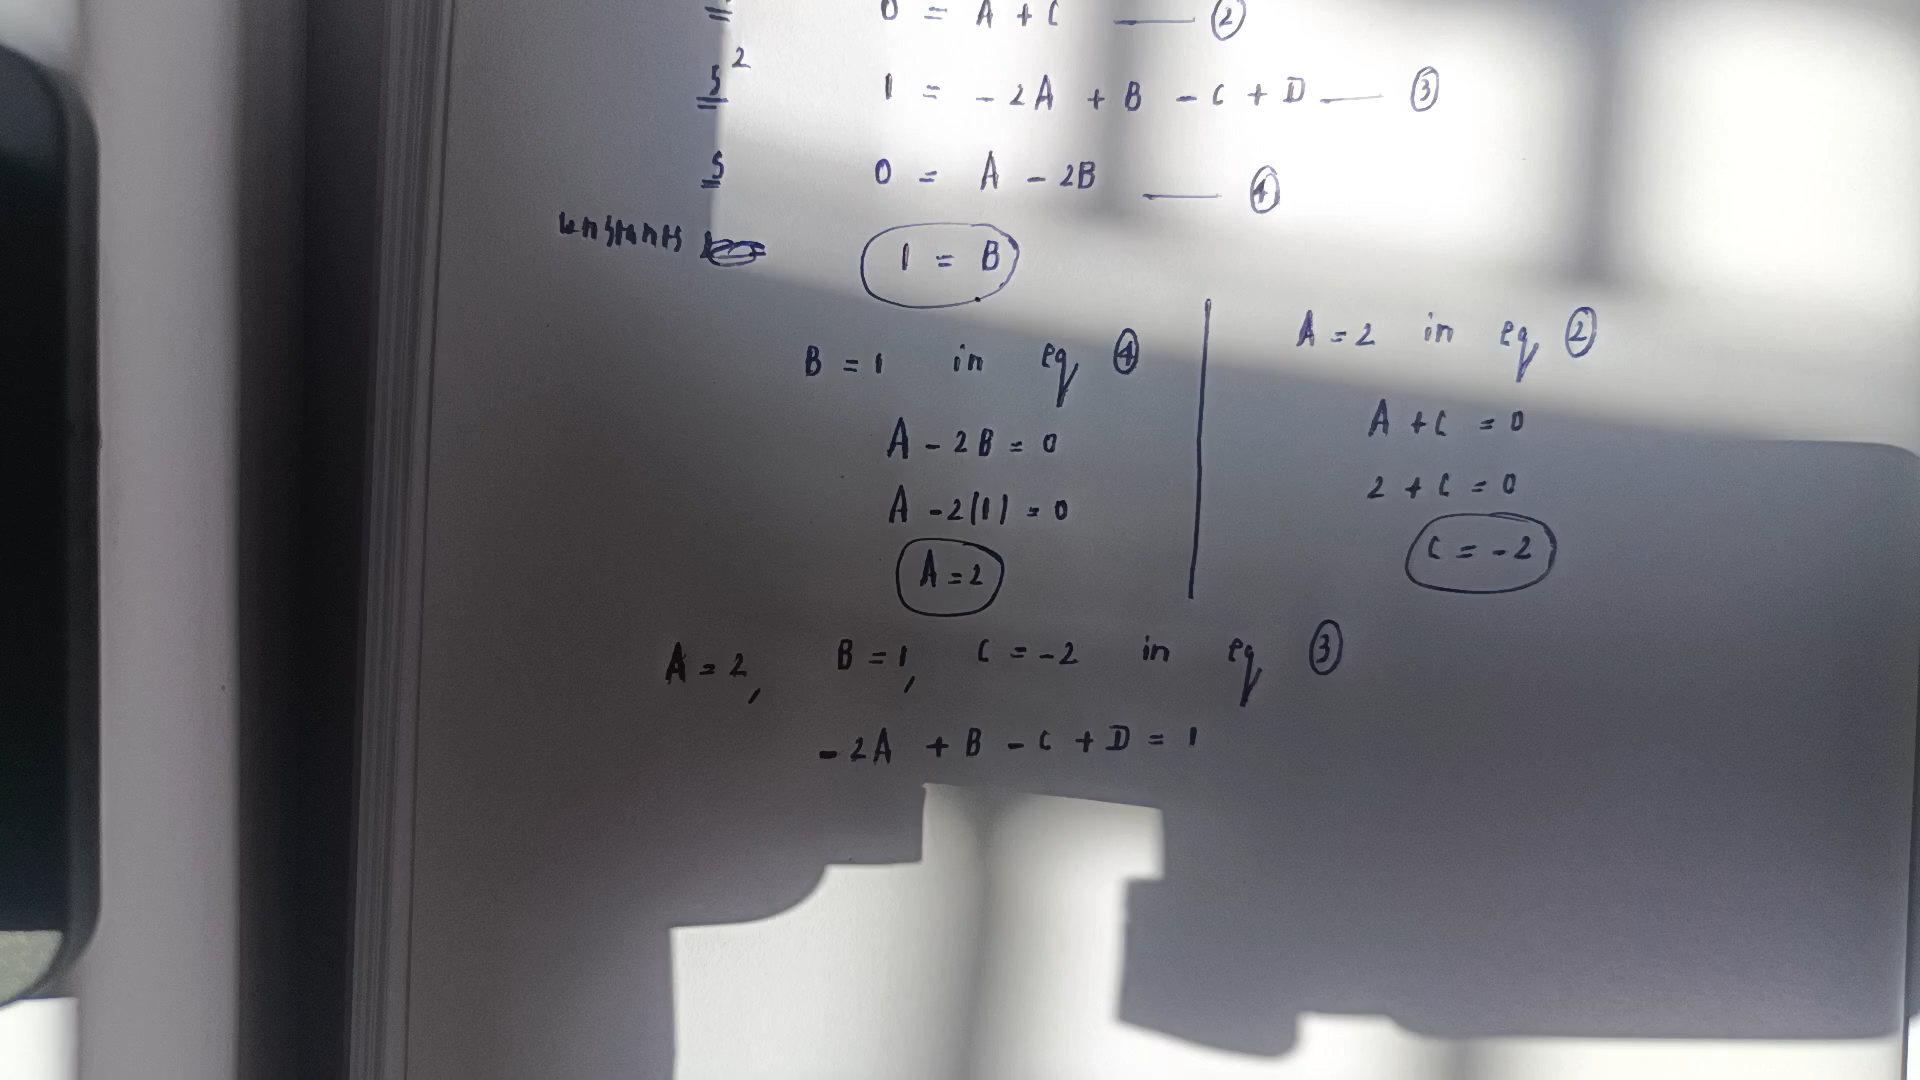 0 = A + C —— ②
s² 1 = - 2A + B - C + D —— ③
s 0 = A - 2B —— ④
constants 1 = B
B = 1 in eq ④
A - 2B = 0
A - 2(1) = 0
A = 2
A = 2 in eq ②
A + C = 0
2 + C = 0
C = -2
A = 2, B = 1, C = -2 in eq ③
- 2A + B - C + D = 1